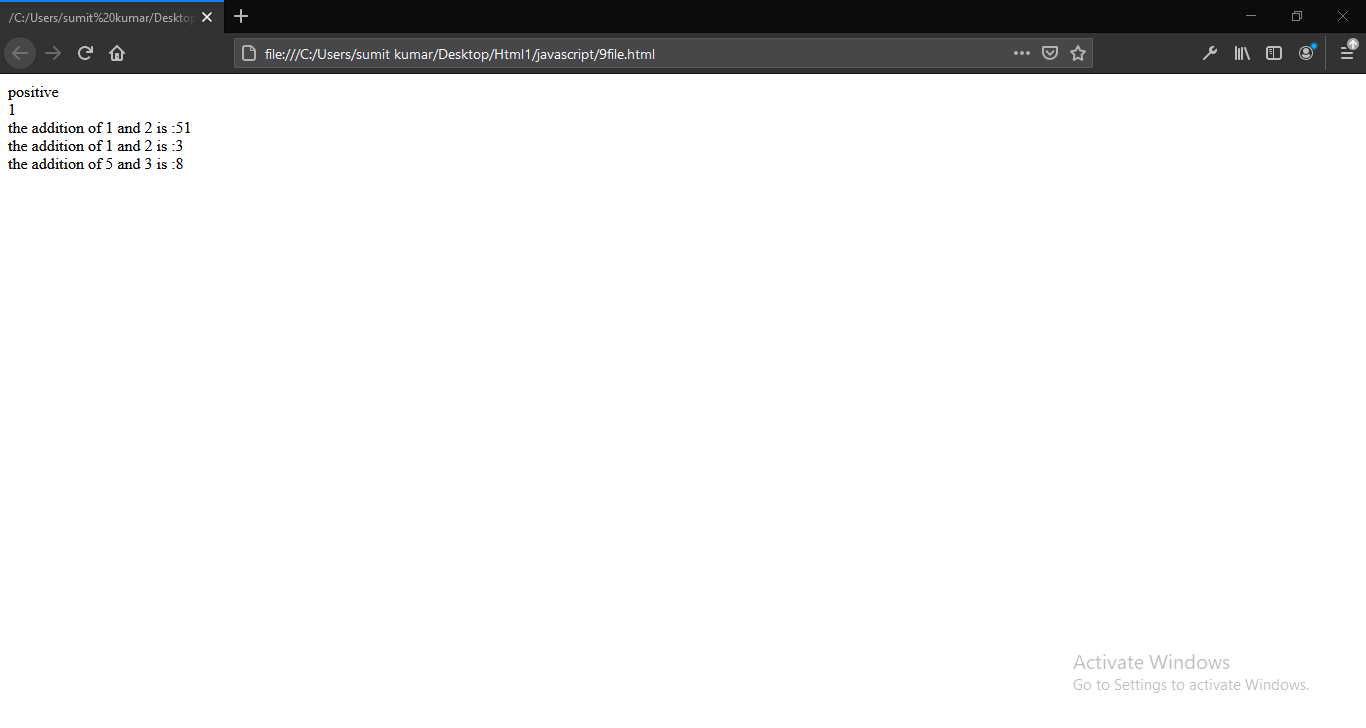 /C:/Users/sumit%20kumar/Deskto
file:///C:/Users/sumit kumar/Desktop/Html1/javascript/9file.html
positive
1
the addition of 1 and 2 is :51
the addition of 1 and 2 is :3
the addition of 5 and 3 is :8
Activate Windows
Go to Settings to activate Windows.